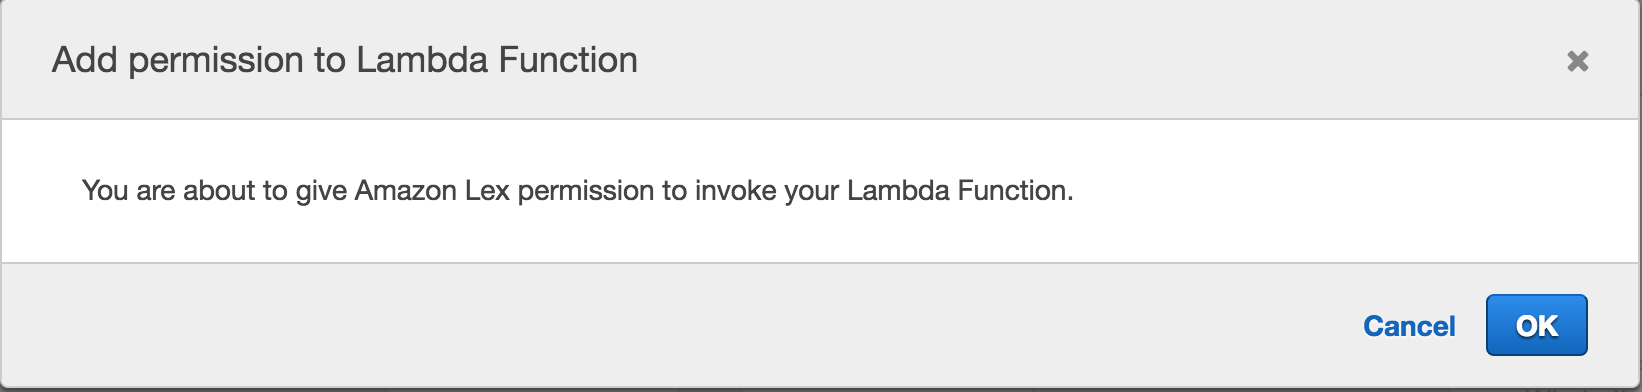 Add permission to Lambda Function
You are about to give Amazon Lex permission to invoke your Lambda Function.
Cancel
OK